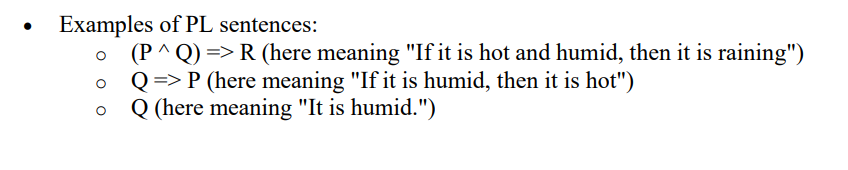 • Examples of PL sentences:
o (P ^ Q) => R (here meaning "If it is hot and humid, then it is raining")
o Q => P (here meaning "If it is humid, then it is hot")
o Q (here meaning "It is humid.")